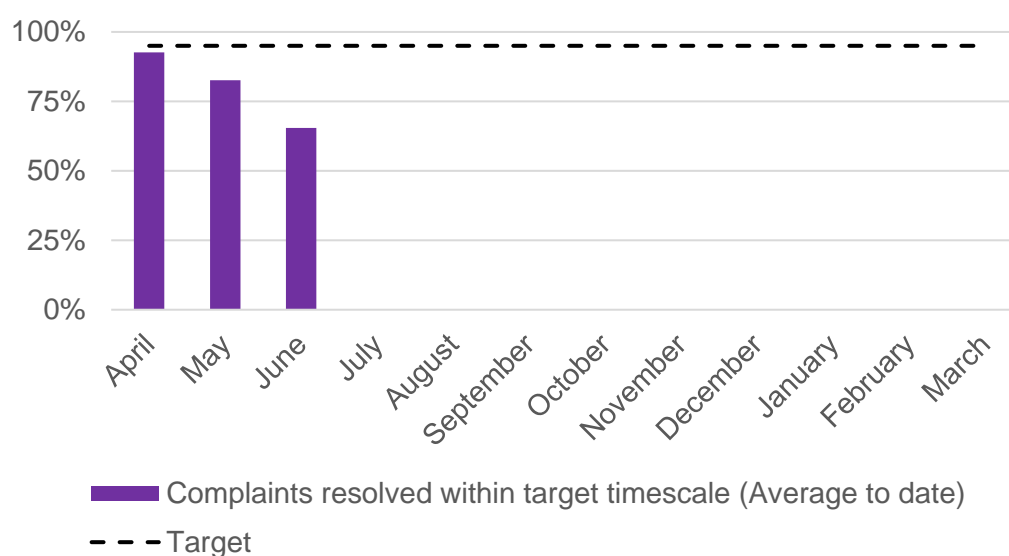 100%
75%
50%
25%
0%
April
May
June
July
August
September
October
November
December
January
February
March
Complaints resolved within target timescale (Average to date)
Target